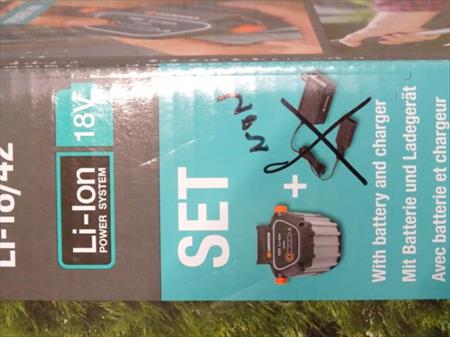 LI-18/42
Li-Ion
POWER SYSTEM
18V
SET
+
With battery and charger
Mit Batterie und Ladegerät
Avec batterie et chargeur